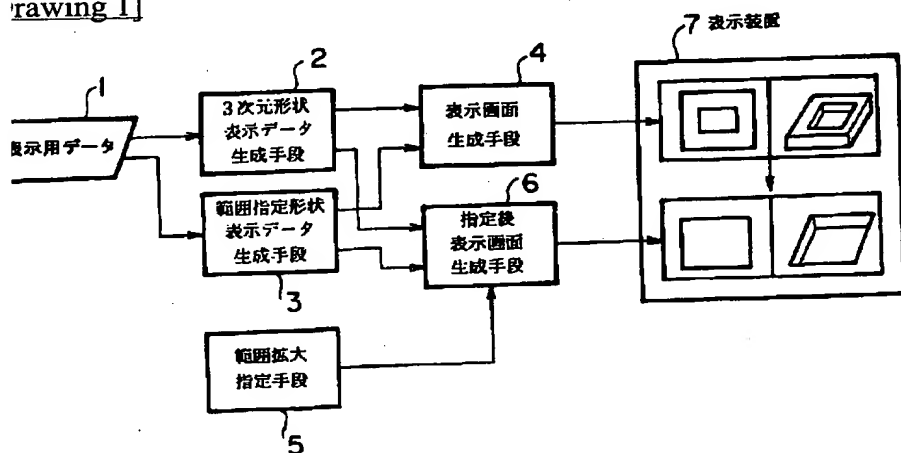 rawing 1]
1
表示用データ
2
3次元形状
表示データ
生成手段
範囲指定形状
表示データ
生成手段
3
4
表示画面
生成手段
6
指定後
表示画面
生成手段
範囲拡大
指定手段
5
7 表示装置